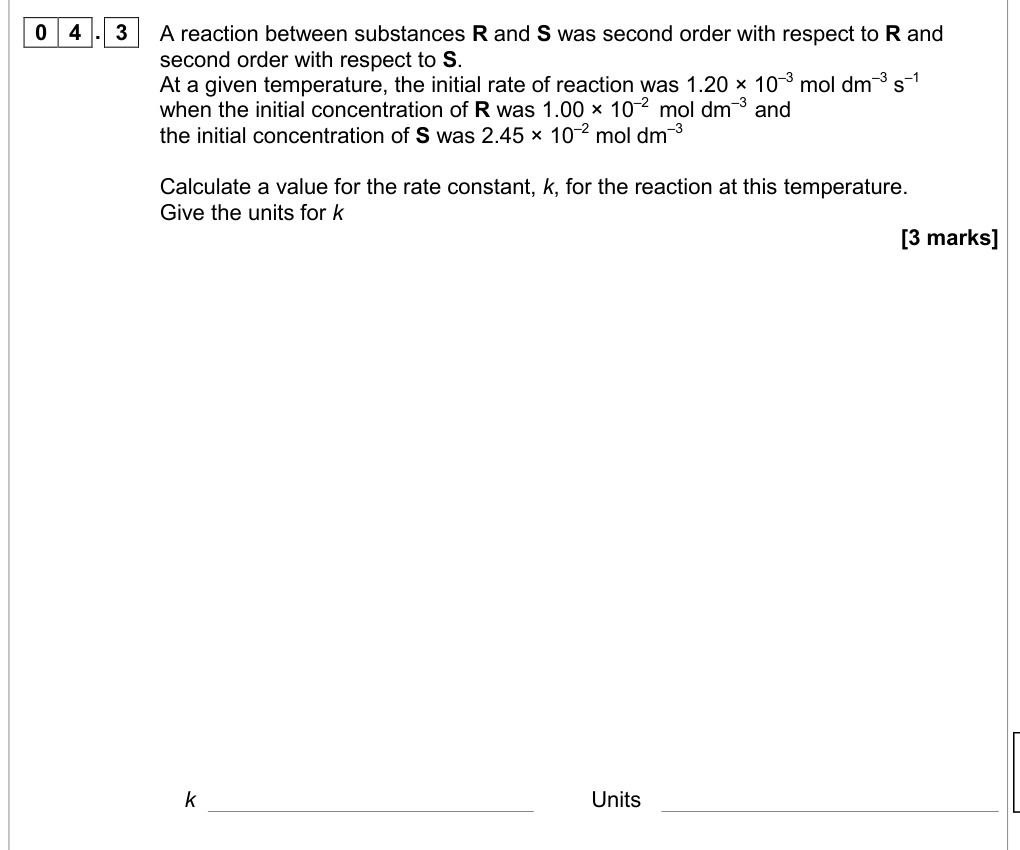 0 4 . 3 A reaction between substances R and S was second order with respect to R and
second order with respect to S.
At a given temperature, the initial rate of reaction was 1.20 × 10⁻³ mol dm⁻³ s⁻¹
when the initial concentration of R was 1.00 × 10⁻² mol dm⁻³ and
the initial concentration of S was 2.45 × 10⁻² mol dm⁻³
Calculate a value for the rate constant, k, for the reaction at this temperature.
Give the units for k
[3 marks]
k Units